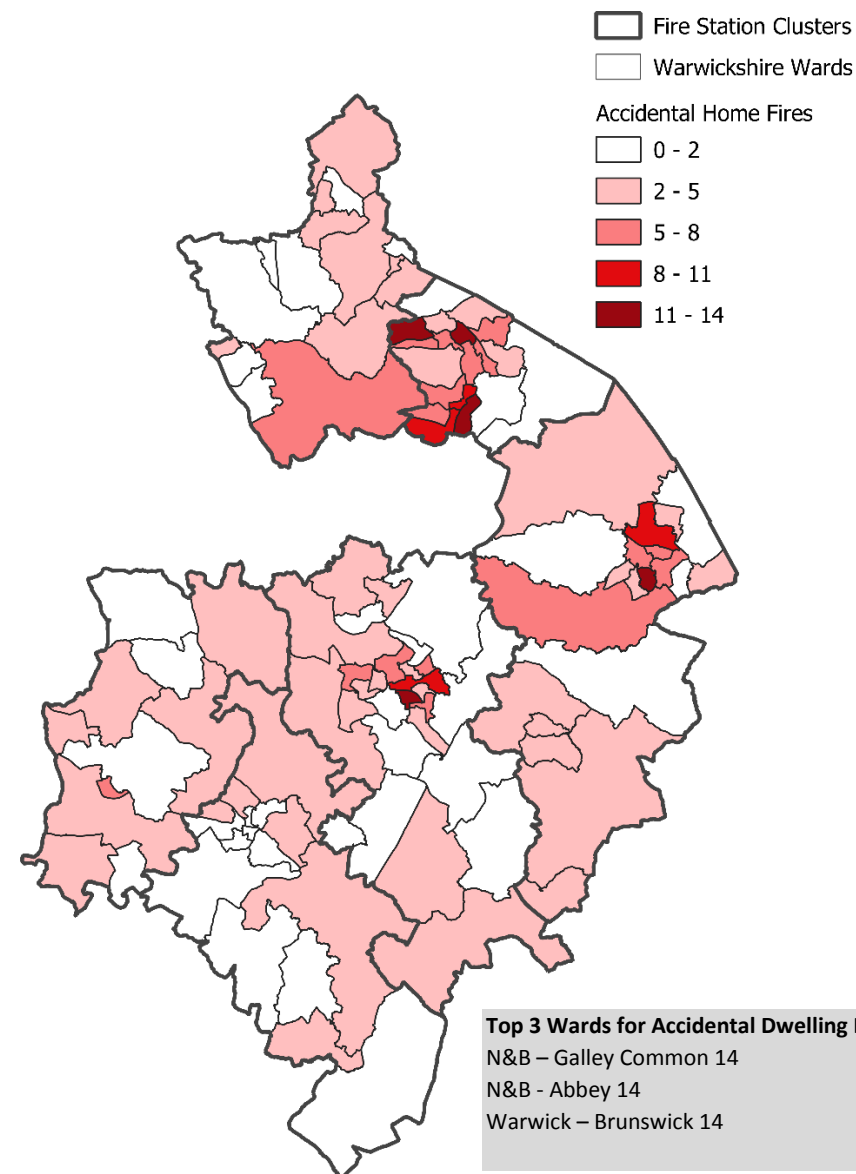 Fire Station Clusters
Warwickshire Wards
Accidental Home Fires
0 - 2
2 - 5
5 - 8
8 - 11
11 - 14
Top 3 Wards for Accidental Dwelling
N&B – Galley Common 14
N&B - Abbey 14
Warwick – Brunswick 14